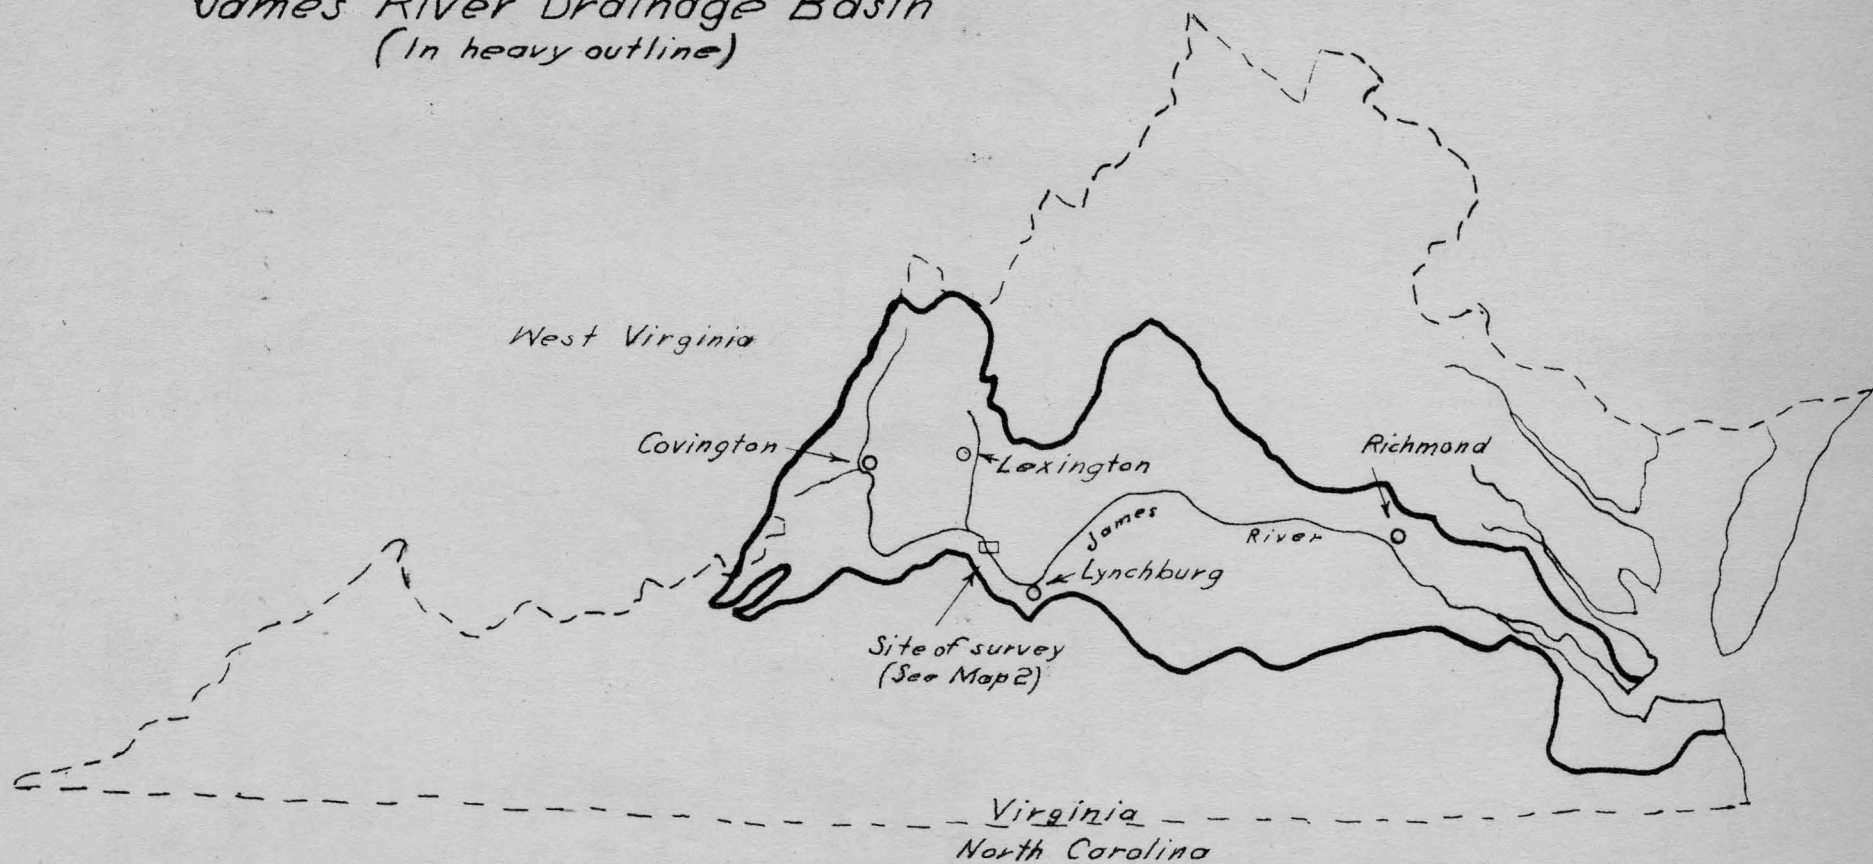 James River Drainage Basin
(In heavy outline)
West Virginia
Covington
Lexington
Richmond
James River
Lynchburg
Site of survey
(See Map 2)
Virginia
North Carolina